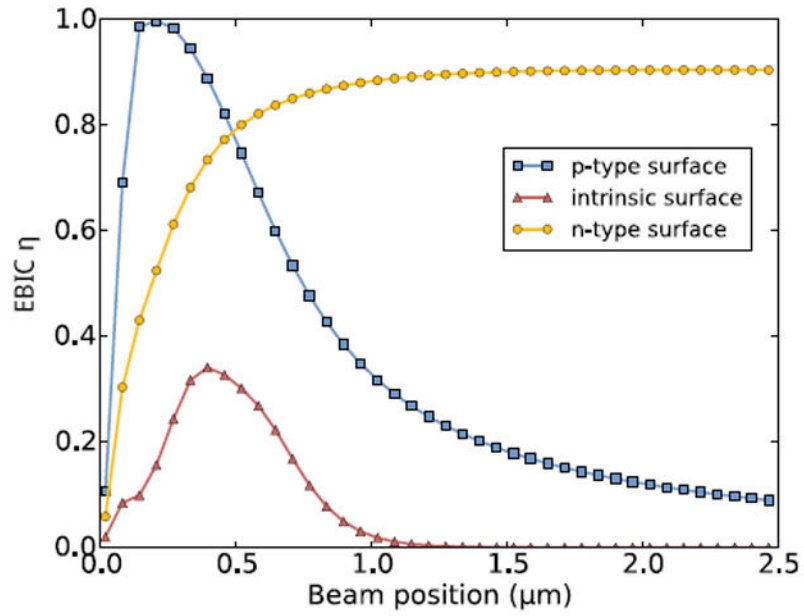 1.0
0.8
0.6
0.4
0.2
0.0
EBIC η
p-type surface
intrinsic surface
n-type surface
0.0 0.5 1.0 1.5 2.0 2.5
Beam position (μm)